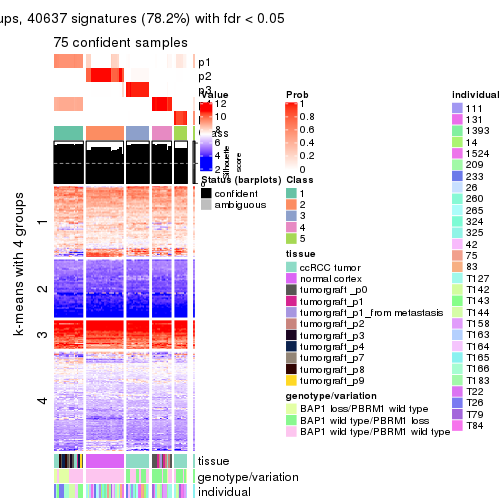 ups, 40637 signatures (78.2%) with fdr < 0.05
75 confident samples
p1
p2
p3
Value
12
10
8
6
4
2
Silhouette
score
Prob
1
0.8
0.6
0.4
0.2
0
Status (barplots)
confident
ambiguous
Class
1
2
3
4
5
tissue
ccRCC tumor
normal cortex
tumorgraft_p0
tumorgraft_p1
tumorgraft_p1_from metastasis
tumorgraft_p2
tumorgraft_p3
tumorgraft_p4
tumorgraft_p7
tumorgraft_p8
tumorgraft_p9
genotype/variation
BAP1 loss/PBRM1 wild type
BAP1 wild type/PBRM1 loss
BAP1 wild type/PBRM1 wild type
individual
111
131
1393
14
1524
209
233
26
260
265
324
325
42
75
83
T127
T142
T143
T144
T158
T163
T164
T165
T166
T183
T22
T26
T79
T84
k-means with 4 groups
1
2
3
4
tissue
genotype/variation
individual